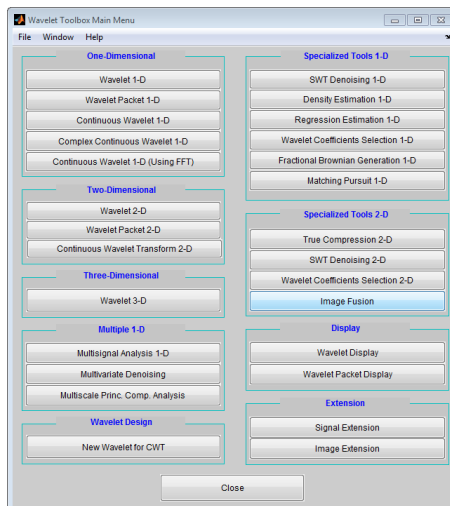 Wavelet Toolbox Main Menu
File Window Help
One-Dimensional
Wavelet 1-D
Wavelet Packet 1-D
Continuous Wavelet 1-D
Complex Continuous Wavelet 1-D
Continuous Wavelet 1-D (Using FFT)
Two-Dimensional
Wavelet 2-D
Wavelet Packet 2-D
Continuous Wavelet Transform 2-D
Three-Dimensional
Wavelet 3-D
Multiple 1-D
Multisignal Analysis 1-D
Multivariate Denoising
Multiscale Princ. Comp. Analysis
Wavelet Design
New Wavelet for CWT
Specialized Tools 1-D
SWT Denoising 1-D
Density Estimation 1-D
Regression Estimation 1-D
Wavelet Coefficients Selection 1-D
Fractional Brownian Generation 1-D
Matching Pursuit 1-D
Specialized Tools 2-D
True Compression 2-D
SWT Denoising 2-D
Wavelet Coefficients Selection 2-D
Image Fusion
Display
Wavelet Display
Wavelet Packet Display
Extension
Signal Extension
Image Extension
Close